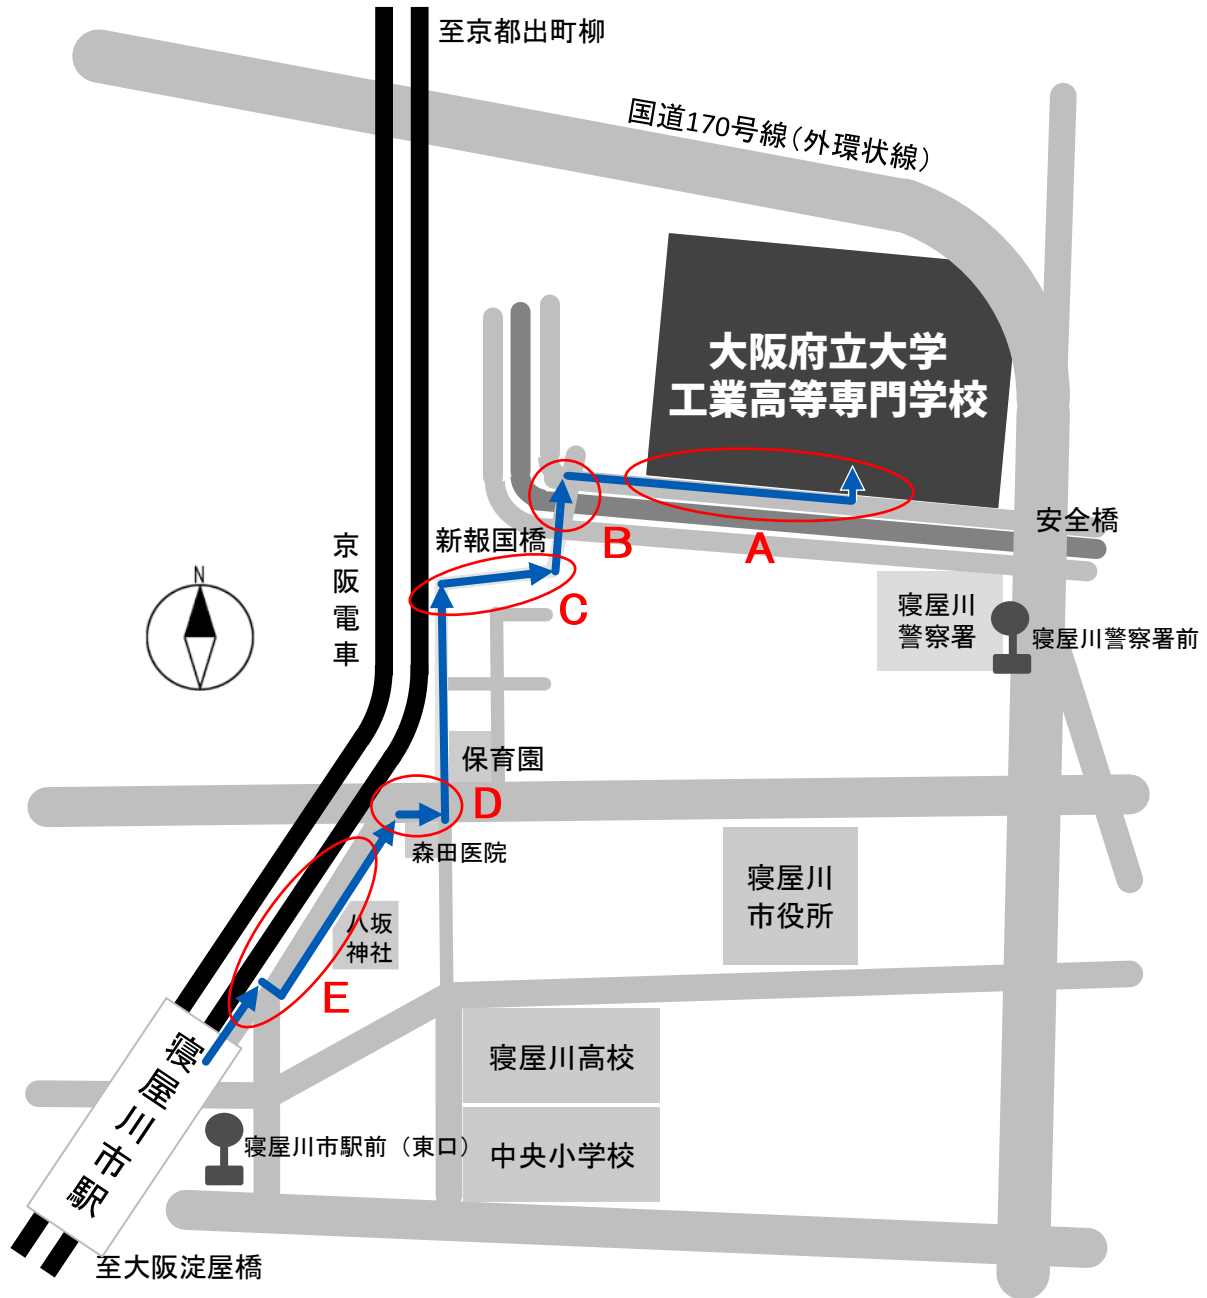 至京都出町柳
国道170号線（外環状線）
大阪府立大学
工業高等専門学校
安全橋
新報国橋
B
A
京阪電車
N
C
寝屋川
警察署
寝屋川警察署前
保育園
D
森田医院
寝屋川
市役所
八坂
神社
E
寝屋川市駅
寝屋川高校
寝屋川市駅前（東口）
中央小学校
至大阪淀屋橋